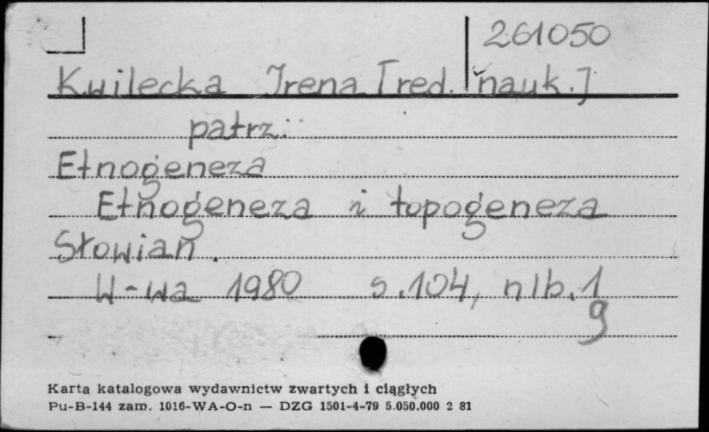 261050
Kwilecka Irena [red. nauk.]
patrz:
Etnogeneza
Etnogeneza i topogeneza
Słowian.
W-wa 1980 s. 104, nlb. 1
g
Karta katalogowa wydawnictw zwartych i ciągłych
Pu-B-144 zam. 1016-WA-O-n — DZG 1501-4-79 5.050.000 2 81